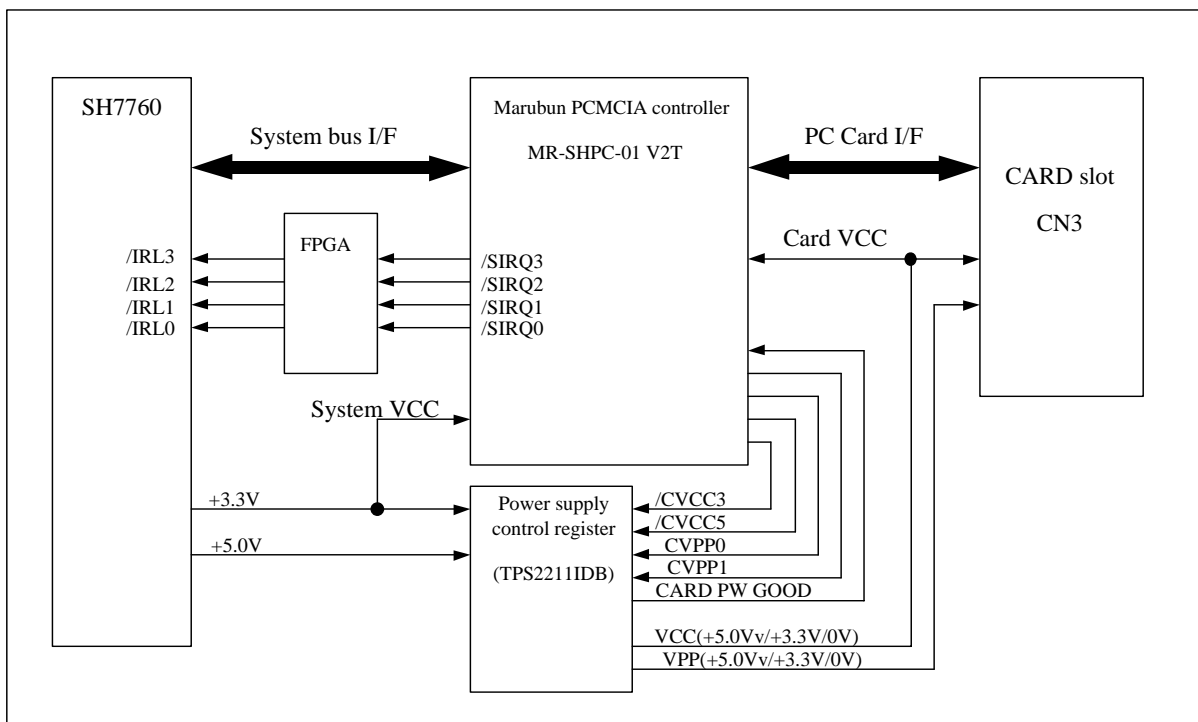 SH7760
Marubun PCMCIA controller
MR-SHPC-01 V2T
System bus I/F
PC Card I/F
CARD slot
CN3
FPGA
Card VCC
/IRL3
/IRL2
/IRL1
/IRL0
/SIRQ3
/SIRQ2
/SIRQ1
/SIRQ0
System VCC
+3.3V
+5.0V
Power supply
control register
(TPS2211IDB)
/CVCC3
/CVCC5
CVPP0
CVPP1
CARD PW GOOD
VCC(+5.0Vv/+3.3V/0V)
VPP(+5.0Vv/+3.3V/0V)